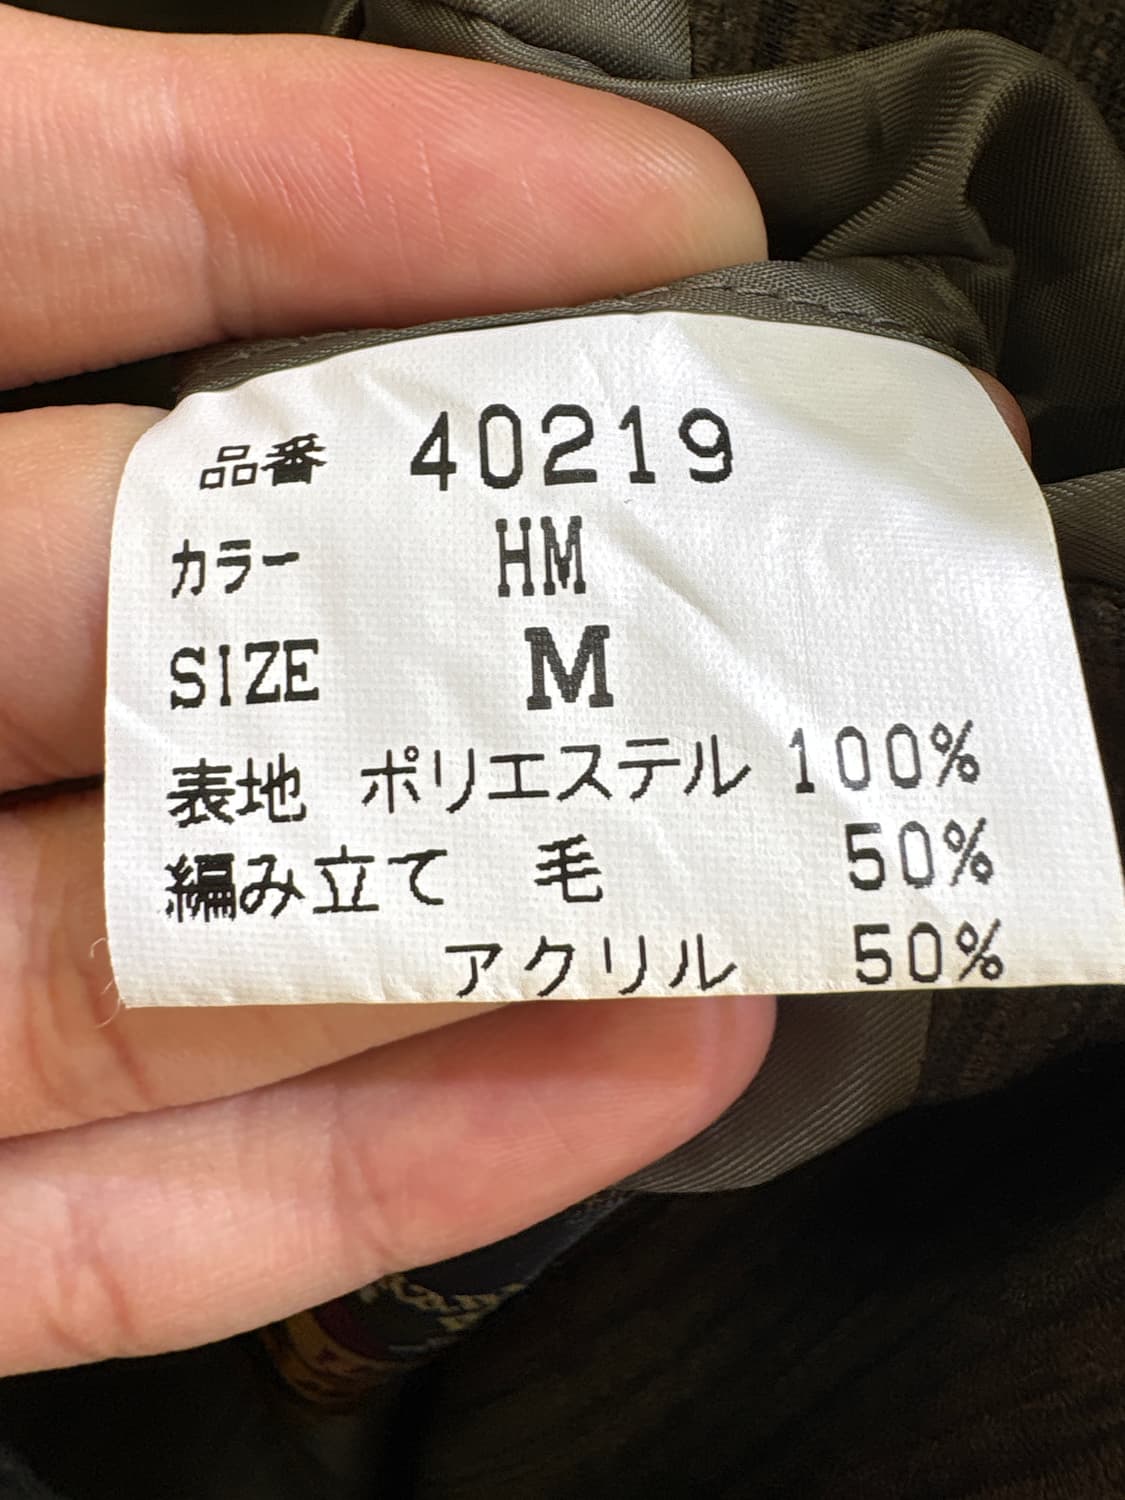 品番 40219
カラー HM
SIZE M
表地 ポリエステル 100%
編み立て 毛 50%
アクリル 50%